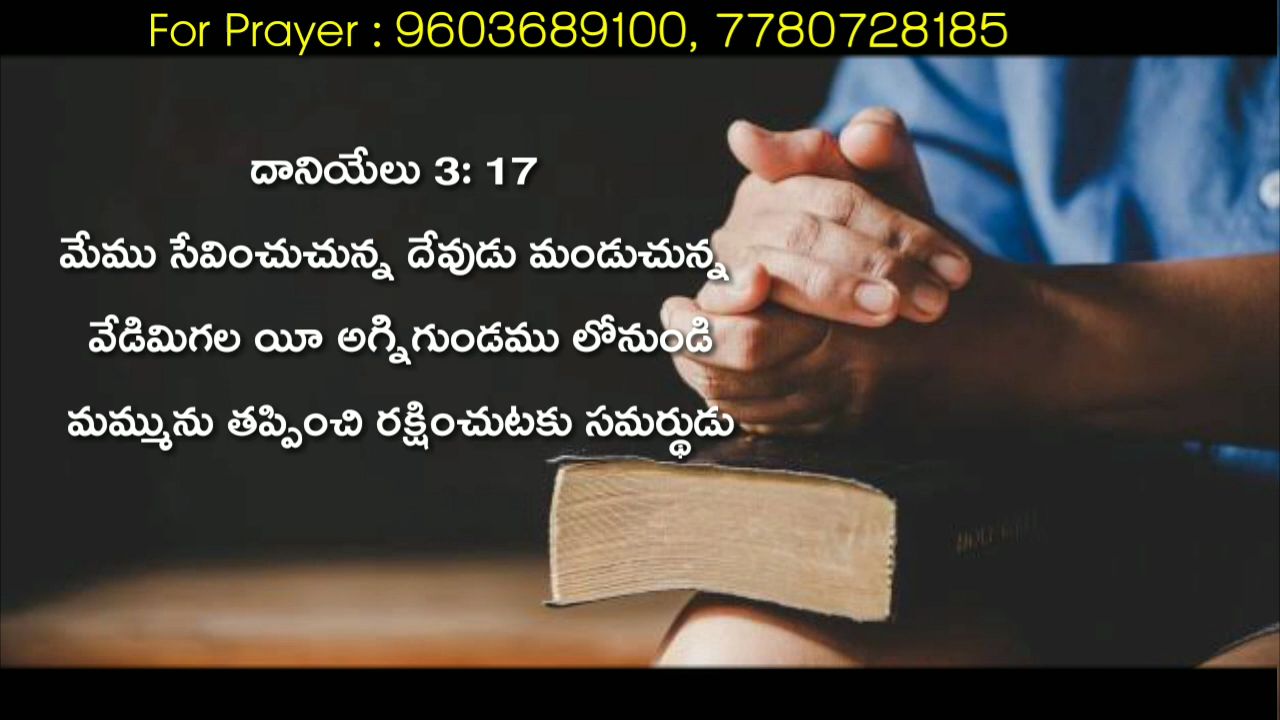 For Prayer : 9603689100, 7780728185
దానియేలు 3: 17
మేము సేవించుచున్న దేవుడు మండుచున్న
వేడిమిగల యీ అగ్నిగుండము లోనుండి
మమ్మును తప్పించి రక్షించుటకు సమర్థుడు